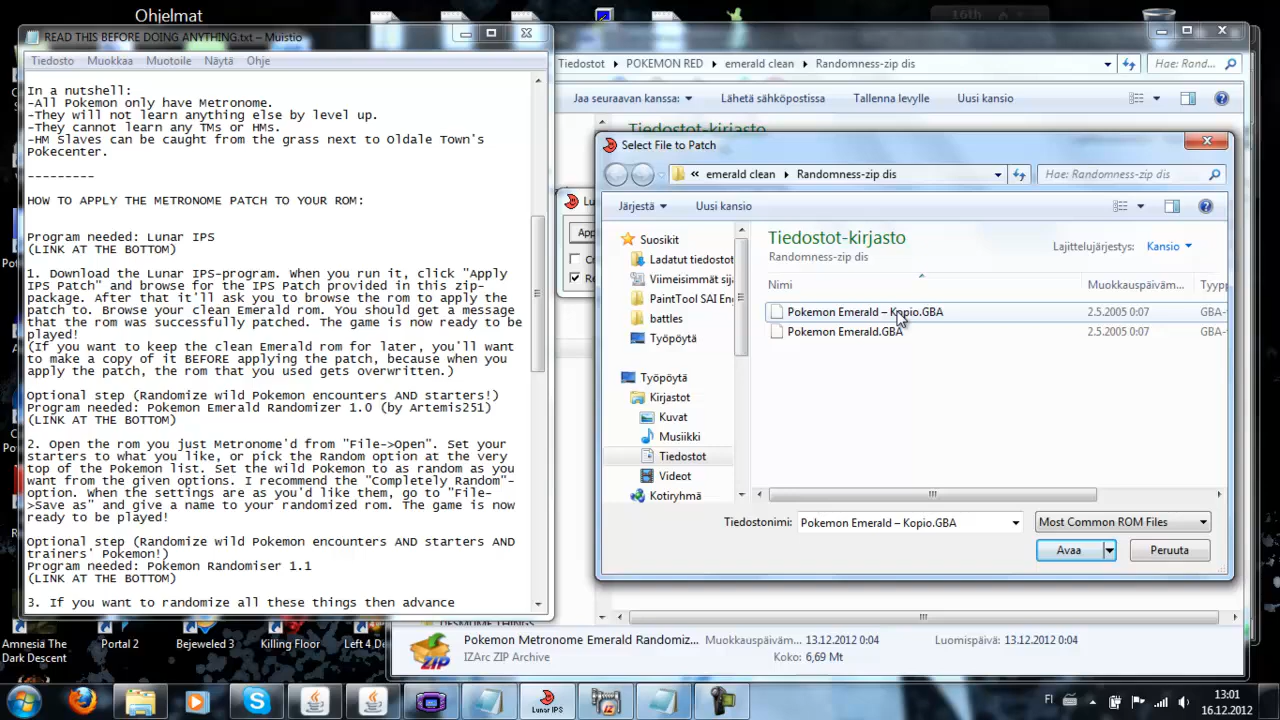 Ohjelmat
16th
READ THIS BEFORE DOING ANYTHING.txt – Muistio
Tiedosto Muokkaa Muotoile Näytä Ohje
In a nutshell:
-All Pokemon only have Metronome.
-They will not learn anything else by level up.
-They cannot learn any TMs or HMs.
-HM Slaves can be caught from the grass next to Oldale Town's
Pokecenter.
---------
HOW TO APPLY THE METRONOME PATCH TO YOUR ROM:
Program needed: Lunar IPS
(LINK AT THE BOTTOM)
1. Download the Lunar IPS-program. When you run it, click "Apply
IPS Patch" and browse for the IPS Patch provided in this zip-
package. After that it'll ask you to browse the rom to apply the
patch to. Browse your clean Emerald rom. You should get a message
that the rom was successfully patched. The game is now ready to be
played!
(If you want to keep the clean Emerald rom for later, you'll want
to make a copy of it BEFORE applying the patch, because when you
apply the patch, the rom that you used gets overwritten.)
Optional step (Randomize wild Pokemon encounters AND starters!)
Program needed: Pokemon Emerald Randomizer 1.0 (by Artemis251)
(LINK AT THE BOTTOM)
2. Open the rom you just Metronome'd from "File->Open". Set your
starters to what you like, or pick the Random option at the very
top of the Pokemon list. Set the wild Pokemon to as random as you
want from the given options. I recommend the "Completely Random"-
option. When the settings are as you'd like them, go to "File-
>Save as" and give a name to your randomized rom. The game is now
ready to be played!
Optional step (Randomize wild Pokemon encounters AND starters AND
trainers' Pokemon!)
Program needed: Pokemon Randomiser 1.1
(LINK AT THE BOTTOM)
3. If you want to randomize all these things then advance
Tiedostot POKEMON RED emerald clean Randomness-zip dis Hae: Rand...
Jaa seuraavan kanssa: Lähetä sähköpostissa Tallenna levylle Uusi kansio
Tiedostot-kirjasto
Lu
App
Select File to Patch
« emerald clean Randomness-zip dis Hae: Randomness-zip dis
Järjestä Uusi kansio
Suosikit
Ladatut tiedostot
Viimeisimmät sij
PaintTool SAI En
battles
Työpöytä
Työpöytä
Kirjastot
Kuvat
Musiikki
Tiedostot
Videot
Kotiryhmä
Tiedostot-kirjasto
Randomness-zip dis
Lajittelujärjestys: Kansio
Nimi Muokkauspäiväm... Tyypp
Pokemon Emerald – Kopio.GBA 2.5.2005 0:07 GBA-
Pokemon Emerald.GBA 2.5.2005 0:07 GBA-
Tiedostonimi: Pokemon Emerald – Kopio.GBA Most Common ROM Files
Avaa Peruuta
Pokemon Metronome Emerald Randomiz... Muokkauspäiväm... 13.12.2012 0:04 Luomispäivä: 13.12.2012 0:04
IZArc ZIP Archive Koko: 6,69 Mt
ZIP
Amnesia The
Dark Descent
Portal 2
Bejeweled 3
Killing Floor
Left 4 De
Lunar IPS
FI
13:01
16.12.2012